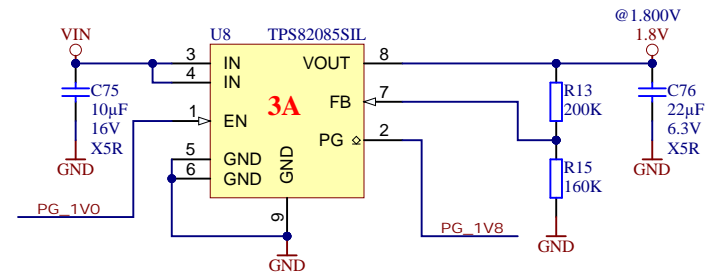 @1.800V
VIN
U8
TPS82085SIL
1.8V
3
IN
VOUT
8
4
IN
C75
10µF
16V
X5R
3A
FB
7
R13
200K
C76
22µF
6.3V
X5R
1
EN
PG
2
5
GND
6
GND
GND
R15
160K
GND
GND
PG_1V0
9
PG_1V8
GND
GND